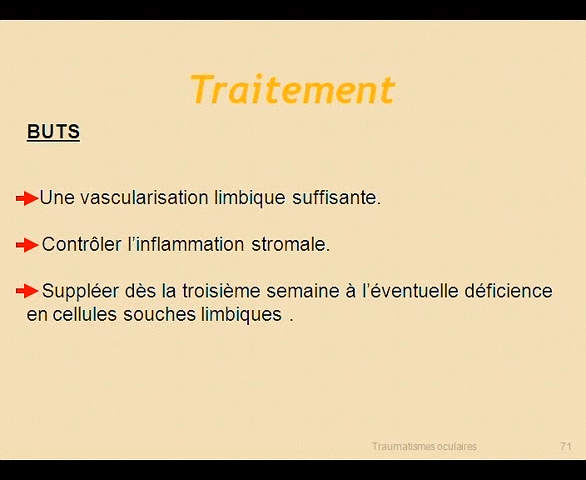 Traitement
BUTS
Une vascularisation limbique suffisante.
Contrôler l’inflammation stromale.
Suppléer dès la troisième semaine à l’éventuelle déficience
en cellules souches limbiques .
Traumatismes oculaires 71